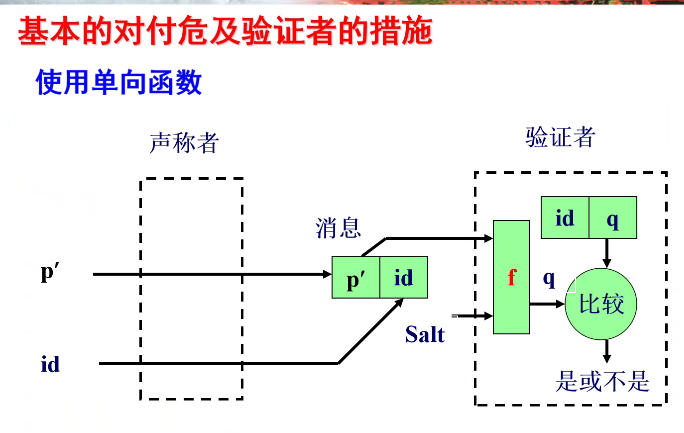 基本的对付危及验证者的措施
使用单向函数
声称者
验证者
消息
id q
p′
p′ id
f
q
比较
Salt
id
是或不是